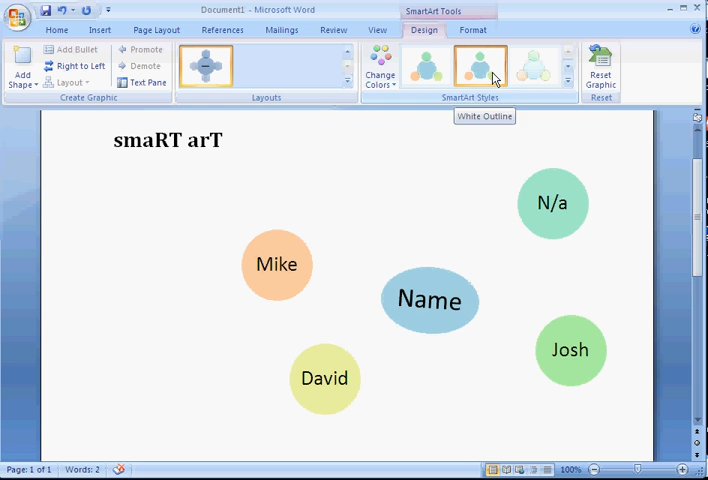 Document1 - Microsoft Word
SmartArt Tools
Home Insert Page Layout References Mailings Review View Design Format
Add Shape
Add Bullet
Right to Left
Layout
Promote
Demote
Text Pane
Create Graphic
Layouts
Change Colors
SmartArt Styles
Reset Graphic
Reset
White Outline
smaRT arT
N/a
Mike
Name
Josh
David
Page: 1 of 1 Words: 2 100%